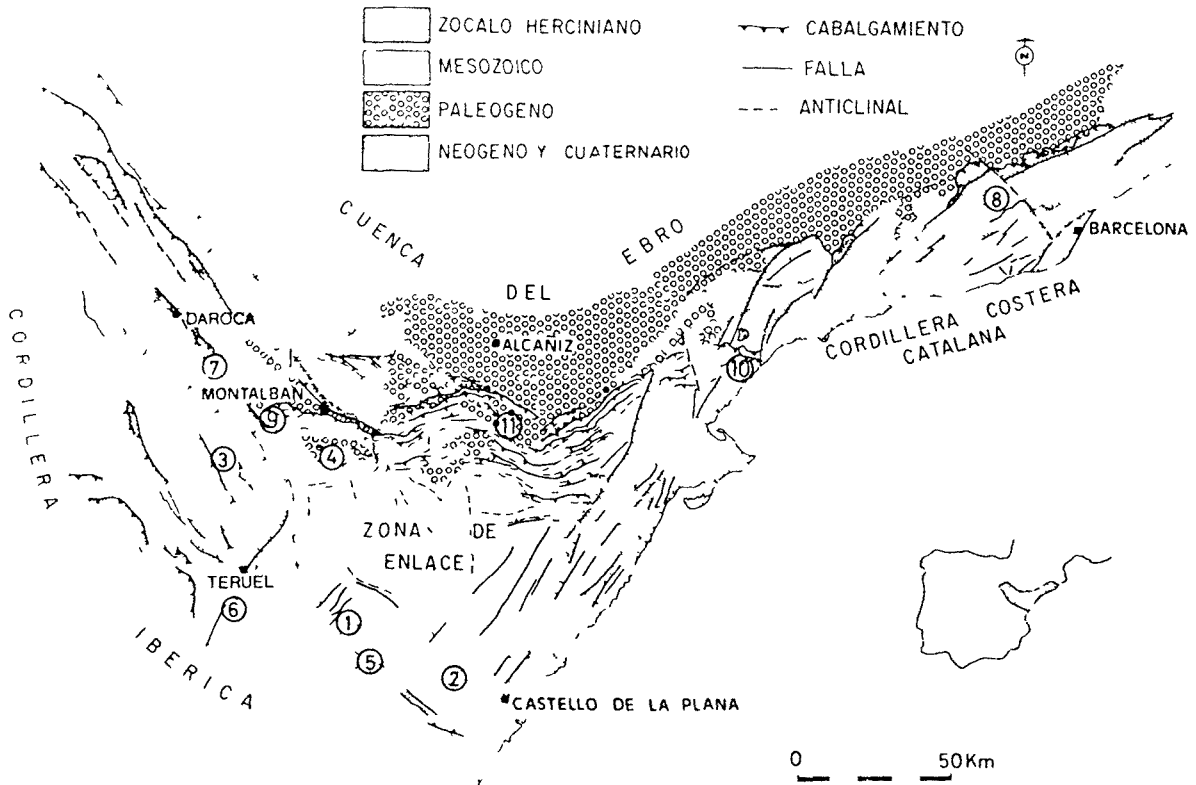 ZOCALO HERCINIANO
MESOZOICO
PALEOGENO
NEOGENO Y CUATERNARIO
CABALGAMIENTO
FALLA
ANTICLINAL
N
CUENCA
DEL
EBRO
8
BARCELONA
CORDILLERA COSTERA
CATALANA
DAROCA
ALCAÑIZ
7
10
MONTALBAN
9
11
3
4
CORDILLERA
ZONA DE
ENLACE
TERUEL
6
1
5
2
IBERICA
CASTELLO DE LA PLANA
0 50Km